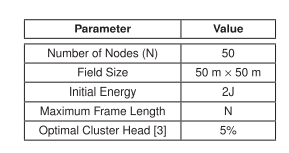 Parameter Value
Number of Nodes (N) 50
Field Size 50 m × 50 m
Initial Energy 2J
Maximum Frame Length N
Optimal Cluster Head [3] 5%